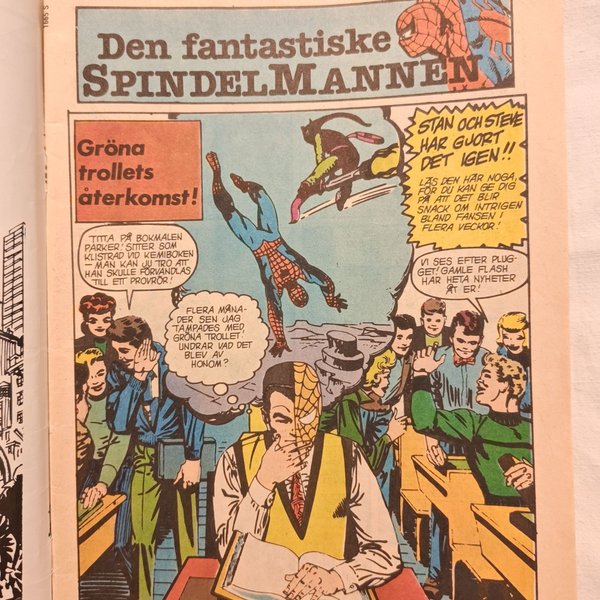 Den fantastiske
SPINDELMANNEN
Gröna
trollets
återkomst!
STAN OCH STEVE
HAR GJORT
DET IGEN!!
LÄS DEN HÄR NOGA,
FÖR DU KAN GE DIG
PÅ ATT DET BLIR
SNACK OM INTRIGEN
BLAND FANSEN I
FLERA VECKOR!
TITTA PÅ BOKMALEN
PARKER! SITTER SOM
KLISTRAD VID KEMIBOKEN
- MAN KAN JU TRO ATT
HAN SKULLE FÖRVANDLAS
TILL ETT PROVRÖR!
FLERA MÅNA-
DER SEN JAG
TAMPADES MED
GRÖNA TROLLET.
UNDRAR VAD DET
BLEV AV
HONOM?
VI SES EFTER PLUG-
GET! GAMLE FLASH
HAR HETA NYHETER
ÅT ER!